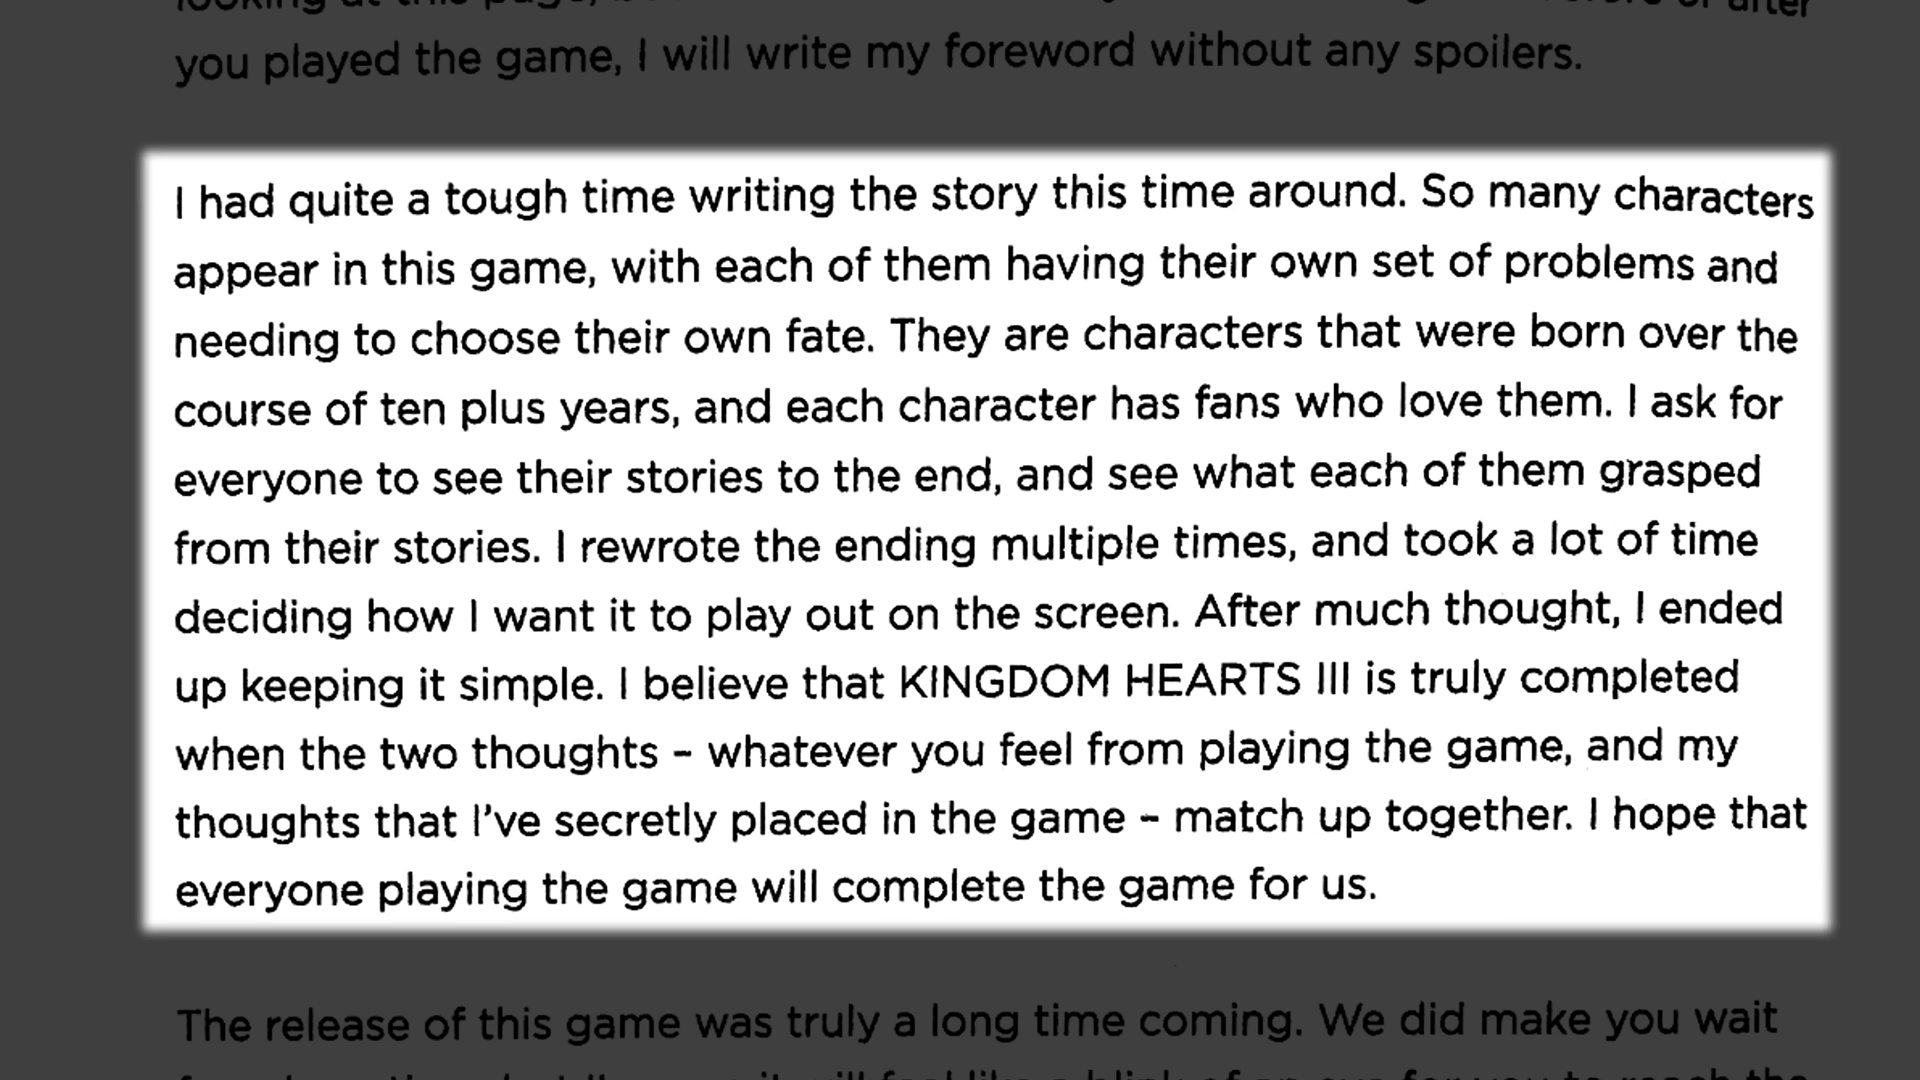 looking at this page,
after
you played the game, I will write my foreword without any spoilers.
I had quite a tough time writing the story this time around. So many characters
appear in this game, with each of them having their own set of problems and
needing to choose their own fate. They are characters that were born over the
course of ten plus years, and each character has fans who love them. I ask for
everyone to see their stories to the end, and see what each of them grasped
from their stories. I rewrote the ending multiple times, and took a lot of time
deciding how I want it to play out on the screen. After much thought, I ended
up keeping it simple. I believe that KINGDOM HEARTS III is truly completed
when the two thoughts – whatever you feel from playing the game, and my
thoughts that I've secretly placed in the game – match up together. I hope that
everyone playing the game will complete the game for us.
The release of this game was truly a long time coming. We did make you wait